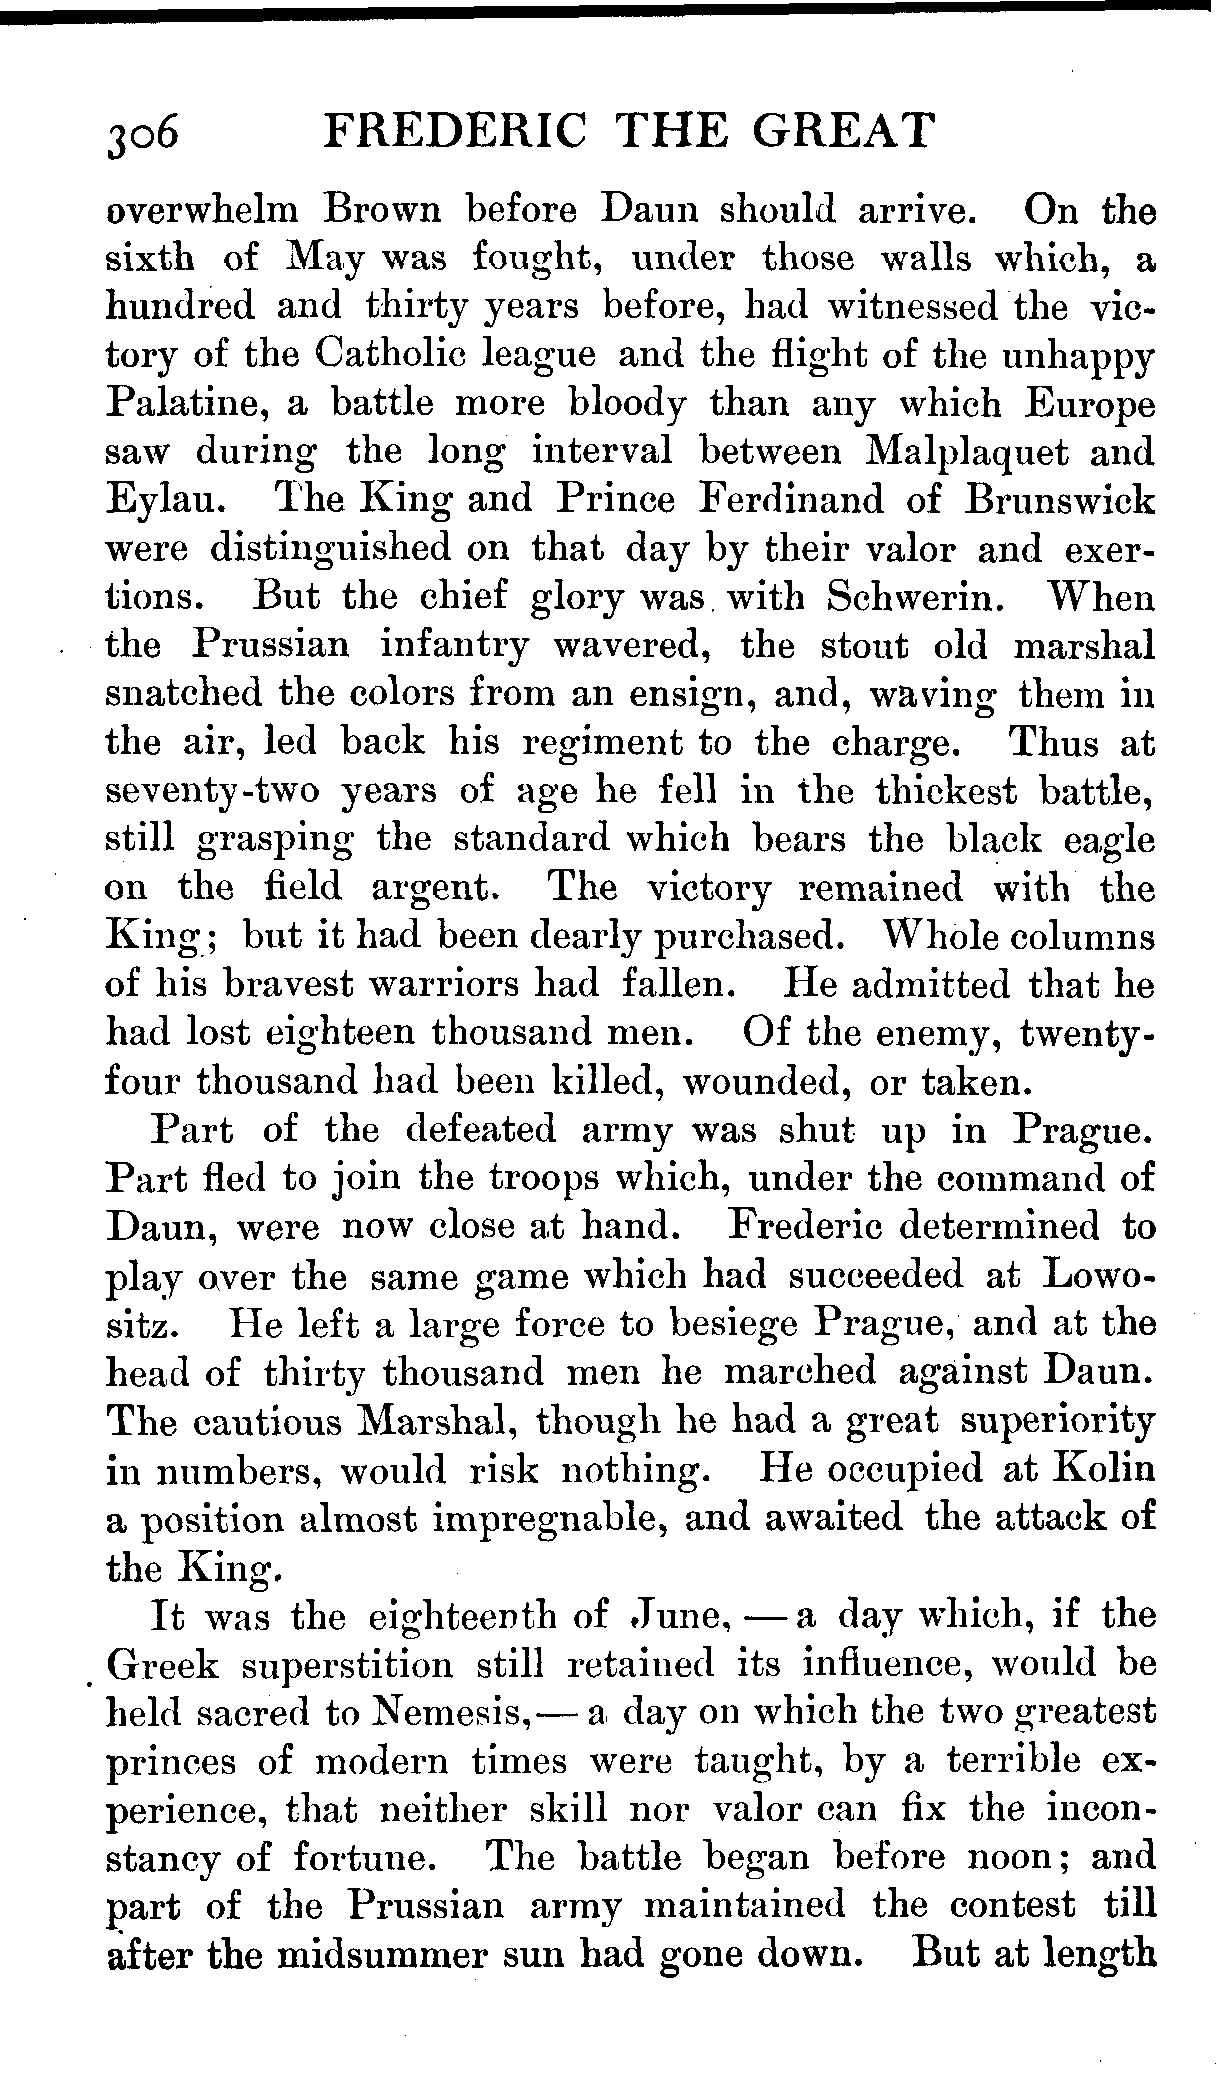 306 FREDERIC THE GREAT
overwhelm Brown before Daun should arrive. On the
sixth of May was fought, under those walls which, a
hundred and thirty years before, had witnessed the vic-
tory of the Catholic league and the flight of the unhappy
Palatine, a battle more bloody than any which Europe
saw during the long interval between Malplaquet and
Eylau. The King and Prince Ferdinand of Brunswick
were distinguished on that day by their valor and exer-
tions. But the chief glory was with Schwerin. When
the Prussian infantry wavered, the stout old marshal
snatched the colors from an ensign, and, waving them in
the air, led back his regiment to the charge. Thus at
seventy-two years of age he fell in the thickest battle,
still grasping the standard which bears the black eagle
on the field argent. The victory remained with the
King; but it had been dearly purchased. Whole columns
of his bravest warriors had fallen. He admitted that he
had lost eighteen thousand men. Of the enemy, twenty-
four thousand had been killed, wounded, or taken.
Part of the defeated army was shut up in Prague.
Part fled to join the troops which, under the command of
Daun, were now close at hand. Frederic determined to
play over the same game which had succeeded at Lowo-
sitz. He left a large force to besiege Prague, and at the
head of thirty thousand men he marched against Daun.
The cautious Marshal, though he had a great superiority
in numbers, would risk nothing. He occupied at Kolin
a position almost impregnable, and awaited the attack of
the King.
It was the eighteenth of June, — a day which, if the
Greek superstition still retained its influence, would be
held sacred to Nemesis,— a day on which the two greatest
princes of modern times were taught, by a terrible ex-
perience, that neither skill nor valor can fix the incon-
stancy of fortune. The battle began before noon; and
part of the Prussian army maintained the contest till
after the midsummer sun had gone down. But at length